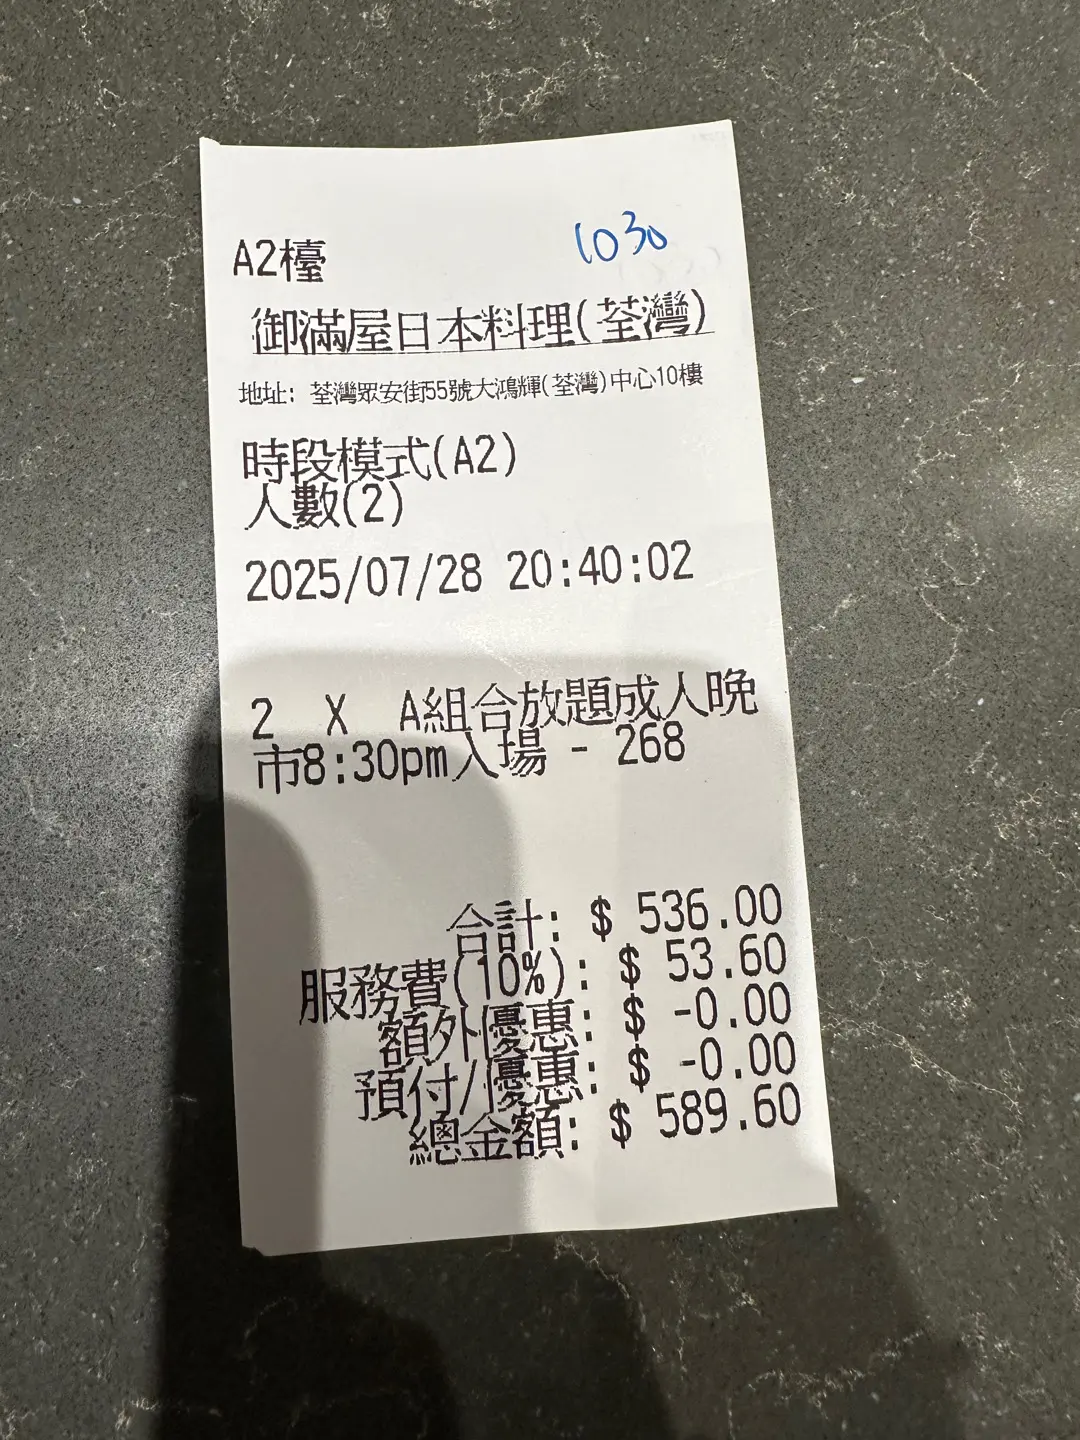 1030
A2檯
御滿屋日本料理(荃灣)
地址: 荃灣眾安街55號大鴻輝(荃灣)中心10樓
時段模式(A2)
人數(2)
2025/07/28 20:40:02
2 X A組合放題成人晚
市8:30pm入場 - 268
合計: $ 536.00
服務費(10%): $ 53.60
額外優惠: $ -0.00
預付/優惠: $ -0.00
總金額: $ 589.60